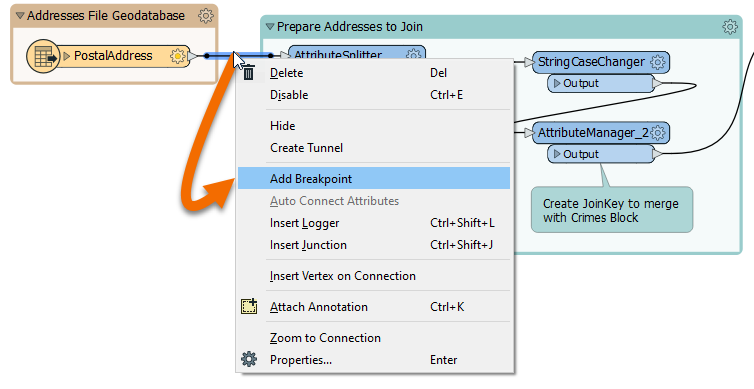 Addresses File Geodatabase
PostalAddress
Prepare Addresses to Join
AttributeSplitter
StringCaseChanger
Output
AttributeManager_2
Output
Create JoinKey to merge
with Crimes Block
Delete Del
Disable Ctrl+E
Hide
Create Tunnel
Add Breakpoint
Auto Connect Attributes
Insert Logger Ctrl+Shift+L
Insert Junction Ctrl+Shift+J
Insert Vertex on Connection
Attach Annotation Ctrl+K
Zoom to Connection
Properties... Enter